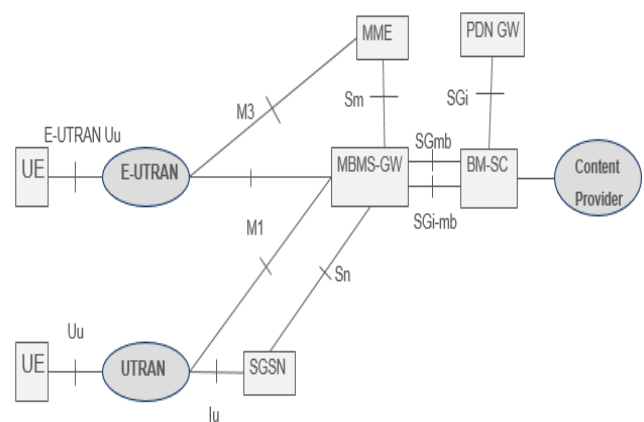 MME
PDN GW
M3
Sm
SGi
E-UTRAN Uu
SGmb
UE
E-UTRAN
MBMS-GW
BM-SC
Content
Provider
SGi-mb
M1
Sn
Uu
UE
UTRAN
SGSN
Iu